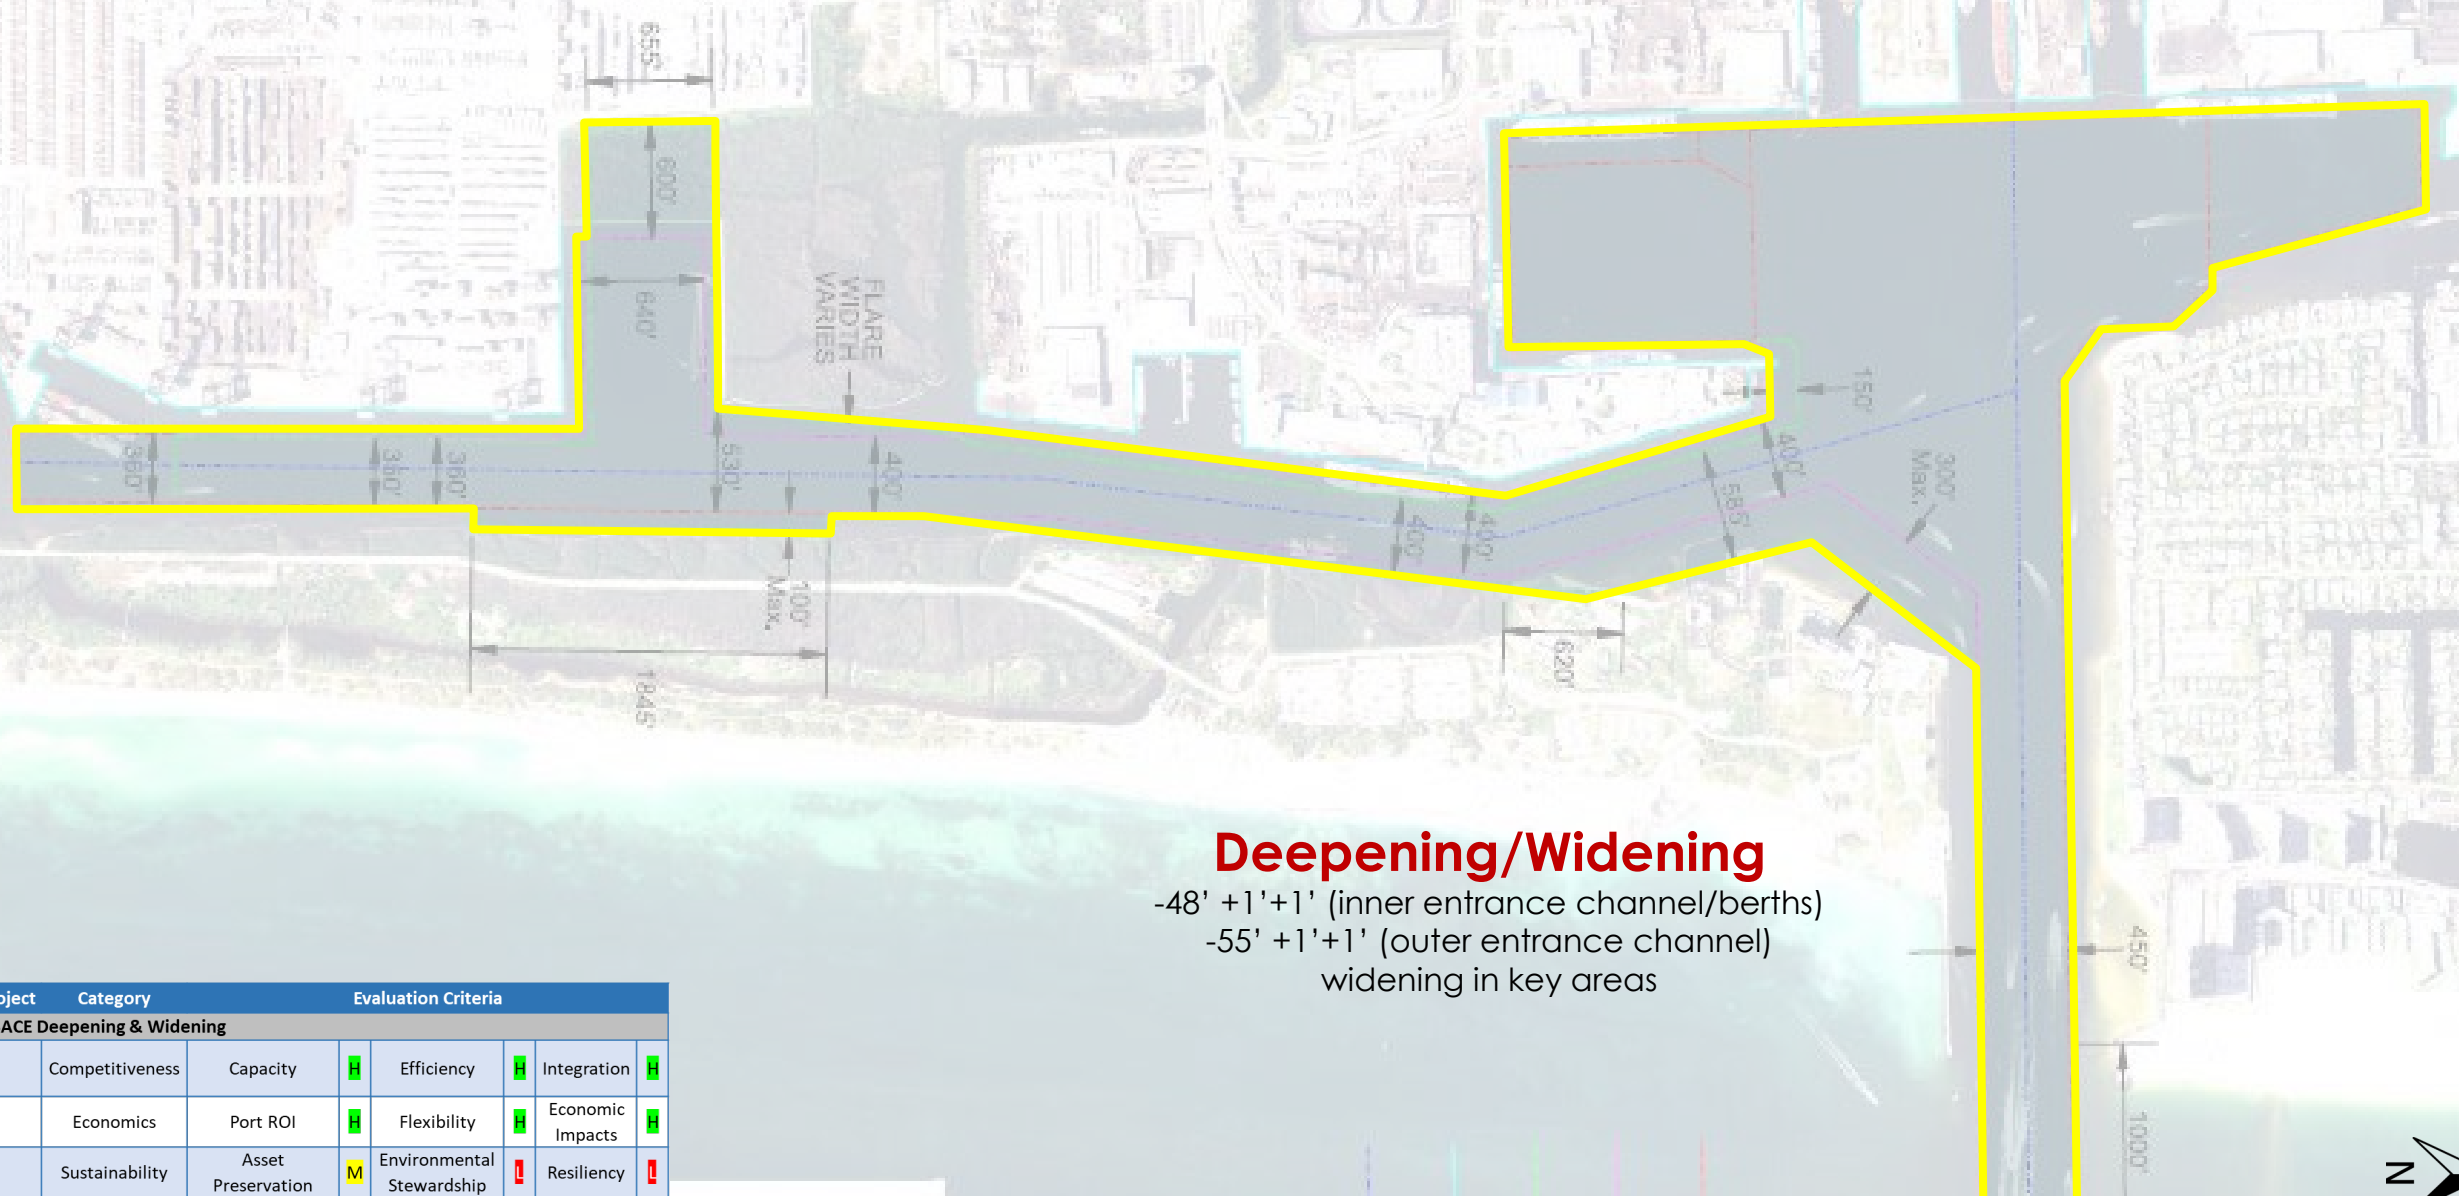 655'
600'
640'
FLARE
WIDTH
VARIES
150'
360'
360'
360'
530'
400'
400'
585'
300'
Max.
400'
400'
100'
Max.
620'
1845'
Deepening/Widening
-48' +1'+1' (inner entrance channel/berths)
-55' +1'+1' (outer entrance channel)
widening in key areas
450'
1000'
N
oject Category Evaluation Criteria
ACE Deepening & Widening
Competitiveness Capacity H Efficiency H Integration H
Economics Port ROI H Flexibility H Economic Impacts H
Sustainability Asset Preservation M Environmental Stewardship L Resiliency L